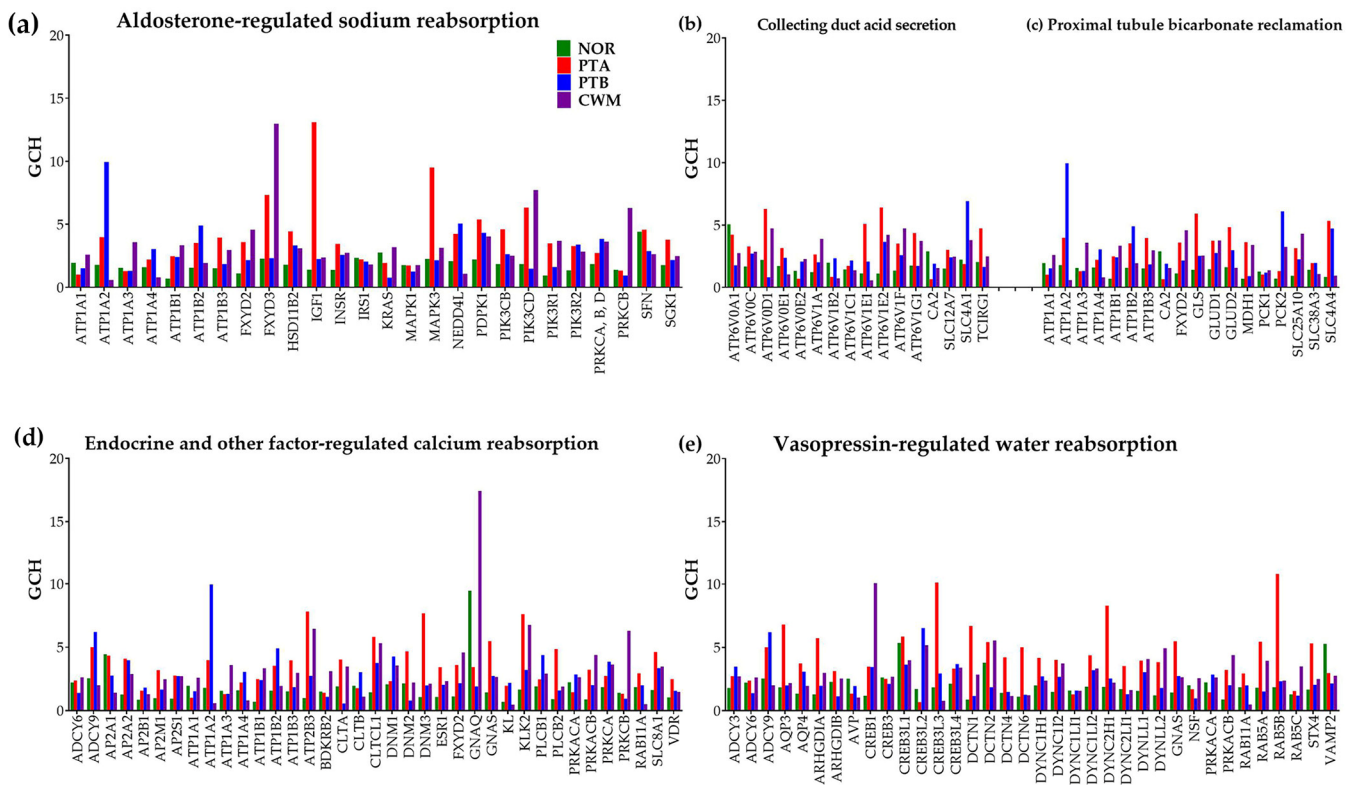 (a) Aldosterone-regulated sodium reabsorption
NOR
PTA
PTB
CWM
GCH
20
15
10
5
0
ATP1A1
ATP1A2
ATP1A3
ATP1A4
ATP1B1
ATP1B2
ATP1B3
FXYD2
FXYD3
HSD11B2
IGF1
INSR
IRS1
KRAS
MAPK1
MAPK3
NEDD4L
PDPK1
PIK3CB
PIK3CD
PIK3R1
PIK3R2
PRKCA, B, D
PRKCB
SFN
SGK1
(b) Collecting duct acid secretion
(c) Proximal tubule bicarbonate reclamation
GCH
20
15
10
5
0
ATP6V0A1
ATP6V0C
ATP6V0D1
ATP6V0E1
ATP6V0E2
ATP6V1A
ATP6V1B2
ATP6V1C1
ATP6V1E1
ATP6V1E2
ATP6V1F
ATP6V1G1
CA2
SLC12A7
SLC4A1
TCIRG1
ATP1A1
ATP1A2
ATP1A3
ATP1A4
ATP1B1
ATP1B2
ATP1B3
CA2
FXYD2
GLS
GLUD1
GLUD2
MDH1
PCK1
PCK2
SLC25A10
SLC38A3
SLC4A4
(d) Endocrine and other factor-regulated calcium reabsorption
GCH
20
15
10
5
0
ADCY6
ADCY9
AP2A1
AP2A2
AP2B1
AP2M1
AP2S1
ATP1A1
ATP1A2
ATP1A3
ATP1A4
ATP1B1
ATP1B2
ATP1B3
ATP2B3
BDKRB2
CLTA
CLTB
CLTCL1
DNM1
DNM2
DNM3
ESR1
FXYD2
GNAQ
GNAS
KL
KLK2
PLCB1
PLCB2
PRKACA
PRKCA
PRKACB
PRKCB
RAB11A
SLC8A1
VDR
(e) Vasopressin-regulated water reabsorption
GCH
20
15
10
5
0
ADCY3
ADCY6
ADCY9
AQP3
AQP4
ARHGDIA
ARHGDIB
AVP
CREB1
CREB3
CREB3L1
CREB3L2
CREB3L3
CREB3L4
DCTN1
DCTN2
DCTN4
DCTN6
DYNC1H1
DYNC1I2
DYNC1LI1
DYNC1LI2
DYNC2H1
DYNC2LI1
DYNLL1
DYNLL2
GNAS
NSF
PRKACA
PRKACB
RAB11A
RAB5A
RAB5B
RAB5C
STX4
VAMP2